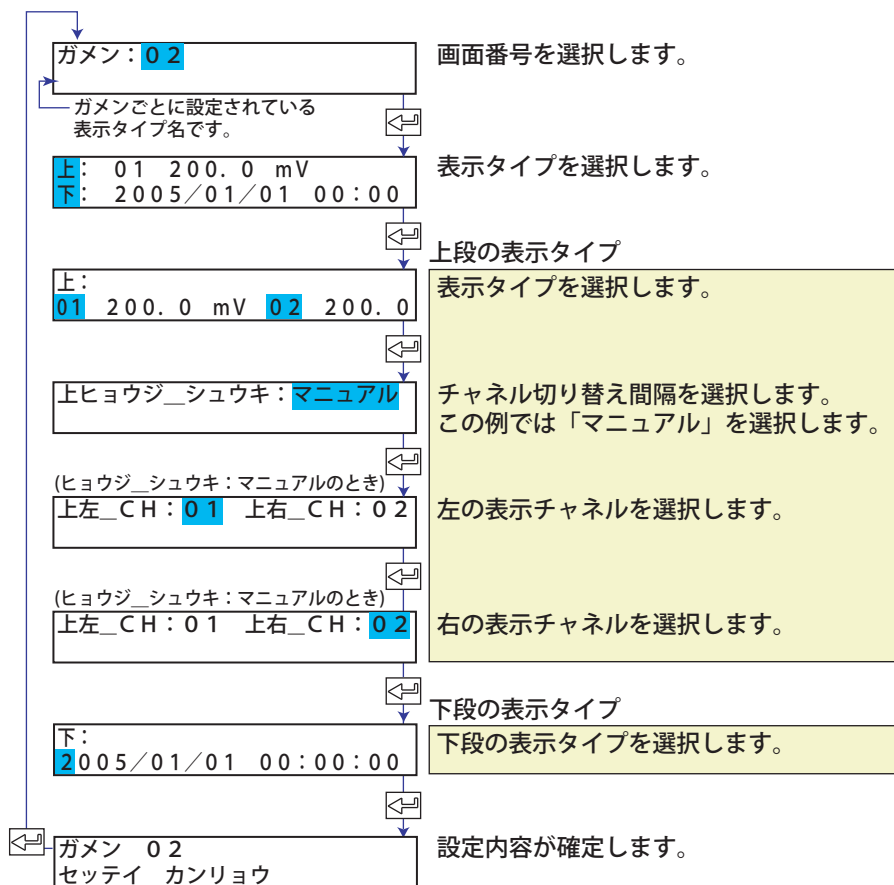 ガメン：０２
画面番号を選択します。
ガメンごとに設定されている
表示タイプ名です。
上： 01 200. 0 mV
下： 2005／01／01 00：00
表示タイプを選択します。
上段の表示タイプ
上：
01 200. 0 mV 02 200. 0
表示タイプを選択します。
上ヒョウジ＿シュウキ：マニュアル
チャネル切り替え間隔を選択します。
この例では「マニュアル」を選択します。
(ヒョウジ＿シュウキ：マニュアルのとき)
上左＿CH：01 上右＿CH：02
左の表示チャネルを選択します。
(ヒョウジ＿シュウキ：マニュアルのとき)
上左＿CH：01 上右＿CH：02
右の表示チャネルを選択します。
下段の表示タイプ
下：
2005／01／01 00：00：00
下段の表示タイプを選択します。
ガメン ０２
セッテイ カンリョウ
設定内容が確定します。